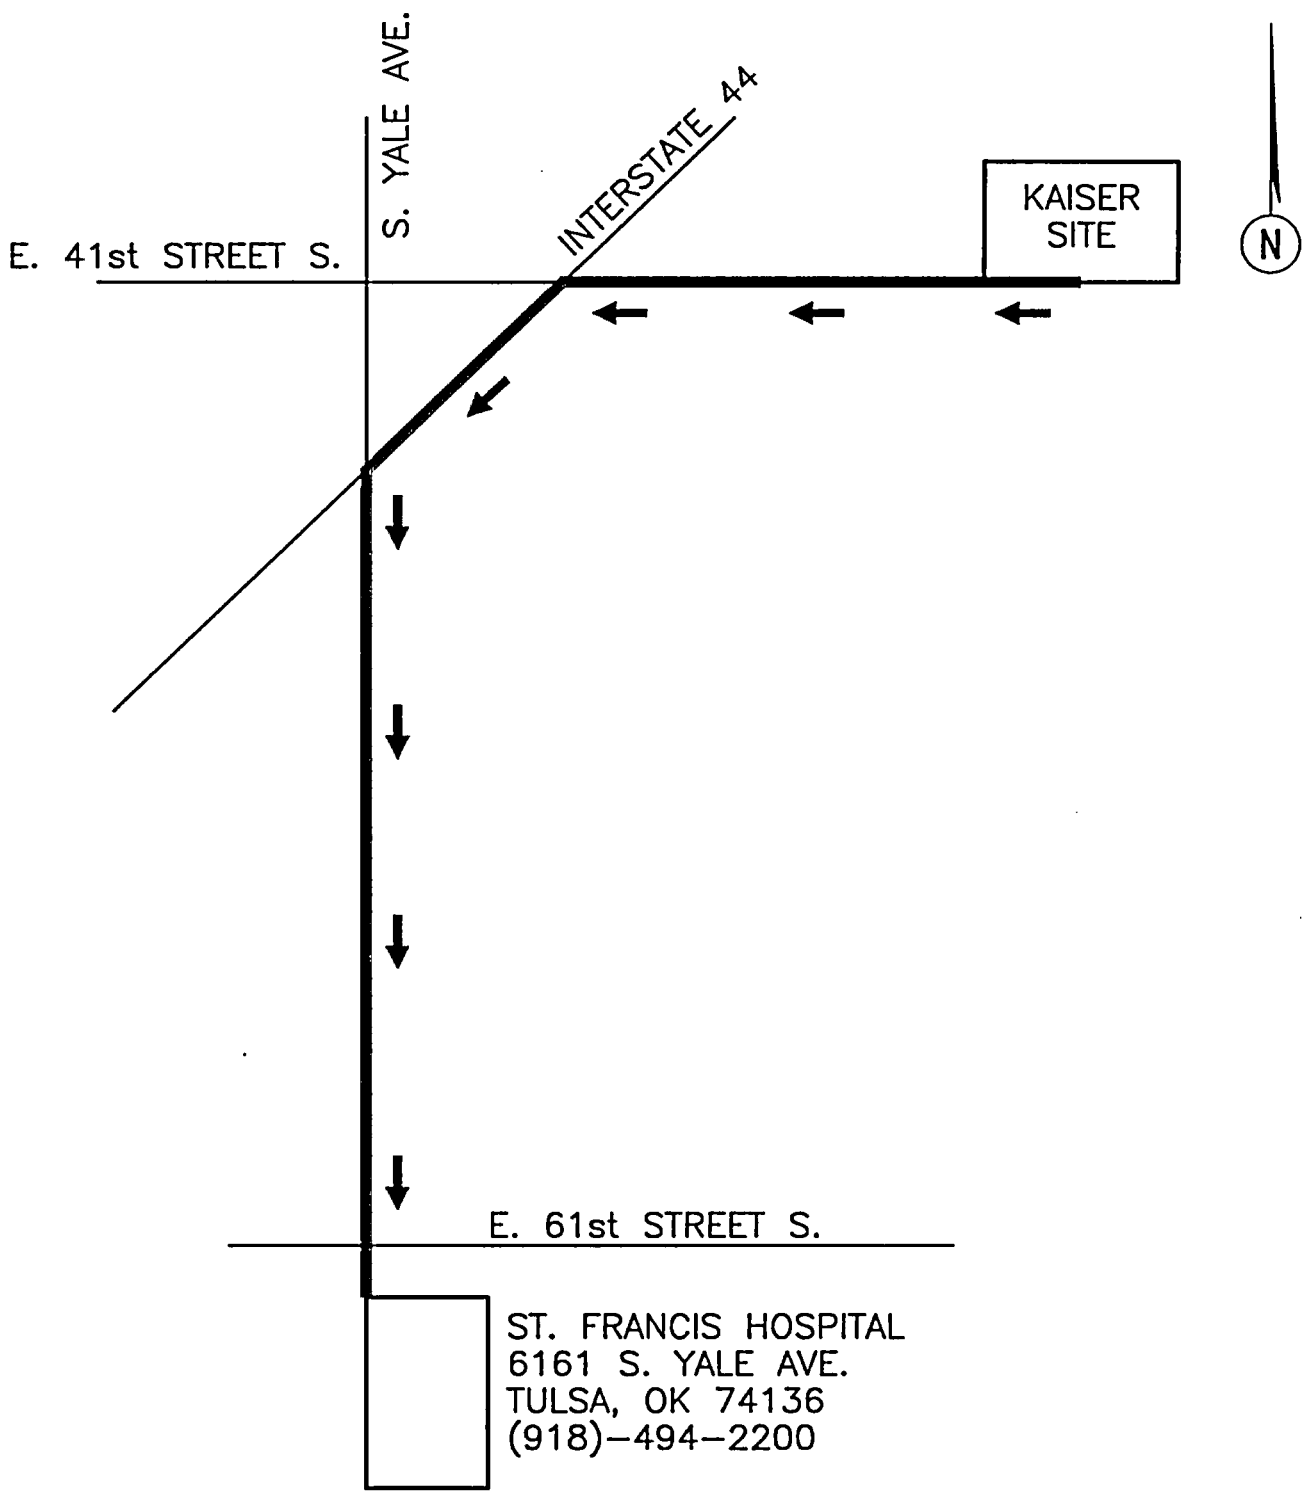 S. YALE AVE.
INTERSTATE 44
KAISER
SITE
N
E. 41st STREET S.
E. 61st STREET S.
ST. FRANCIS HOSPITAL
6161 S. YALE AVE.
TULSA, OK 74136
(918)-494-2200